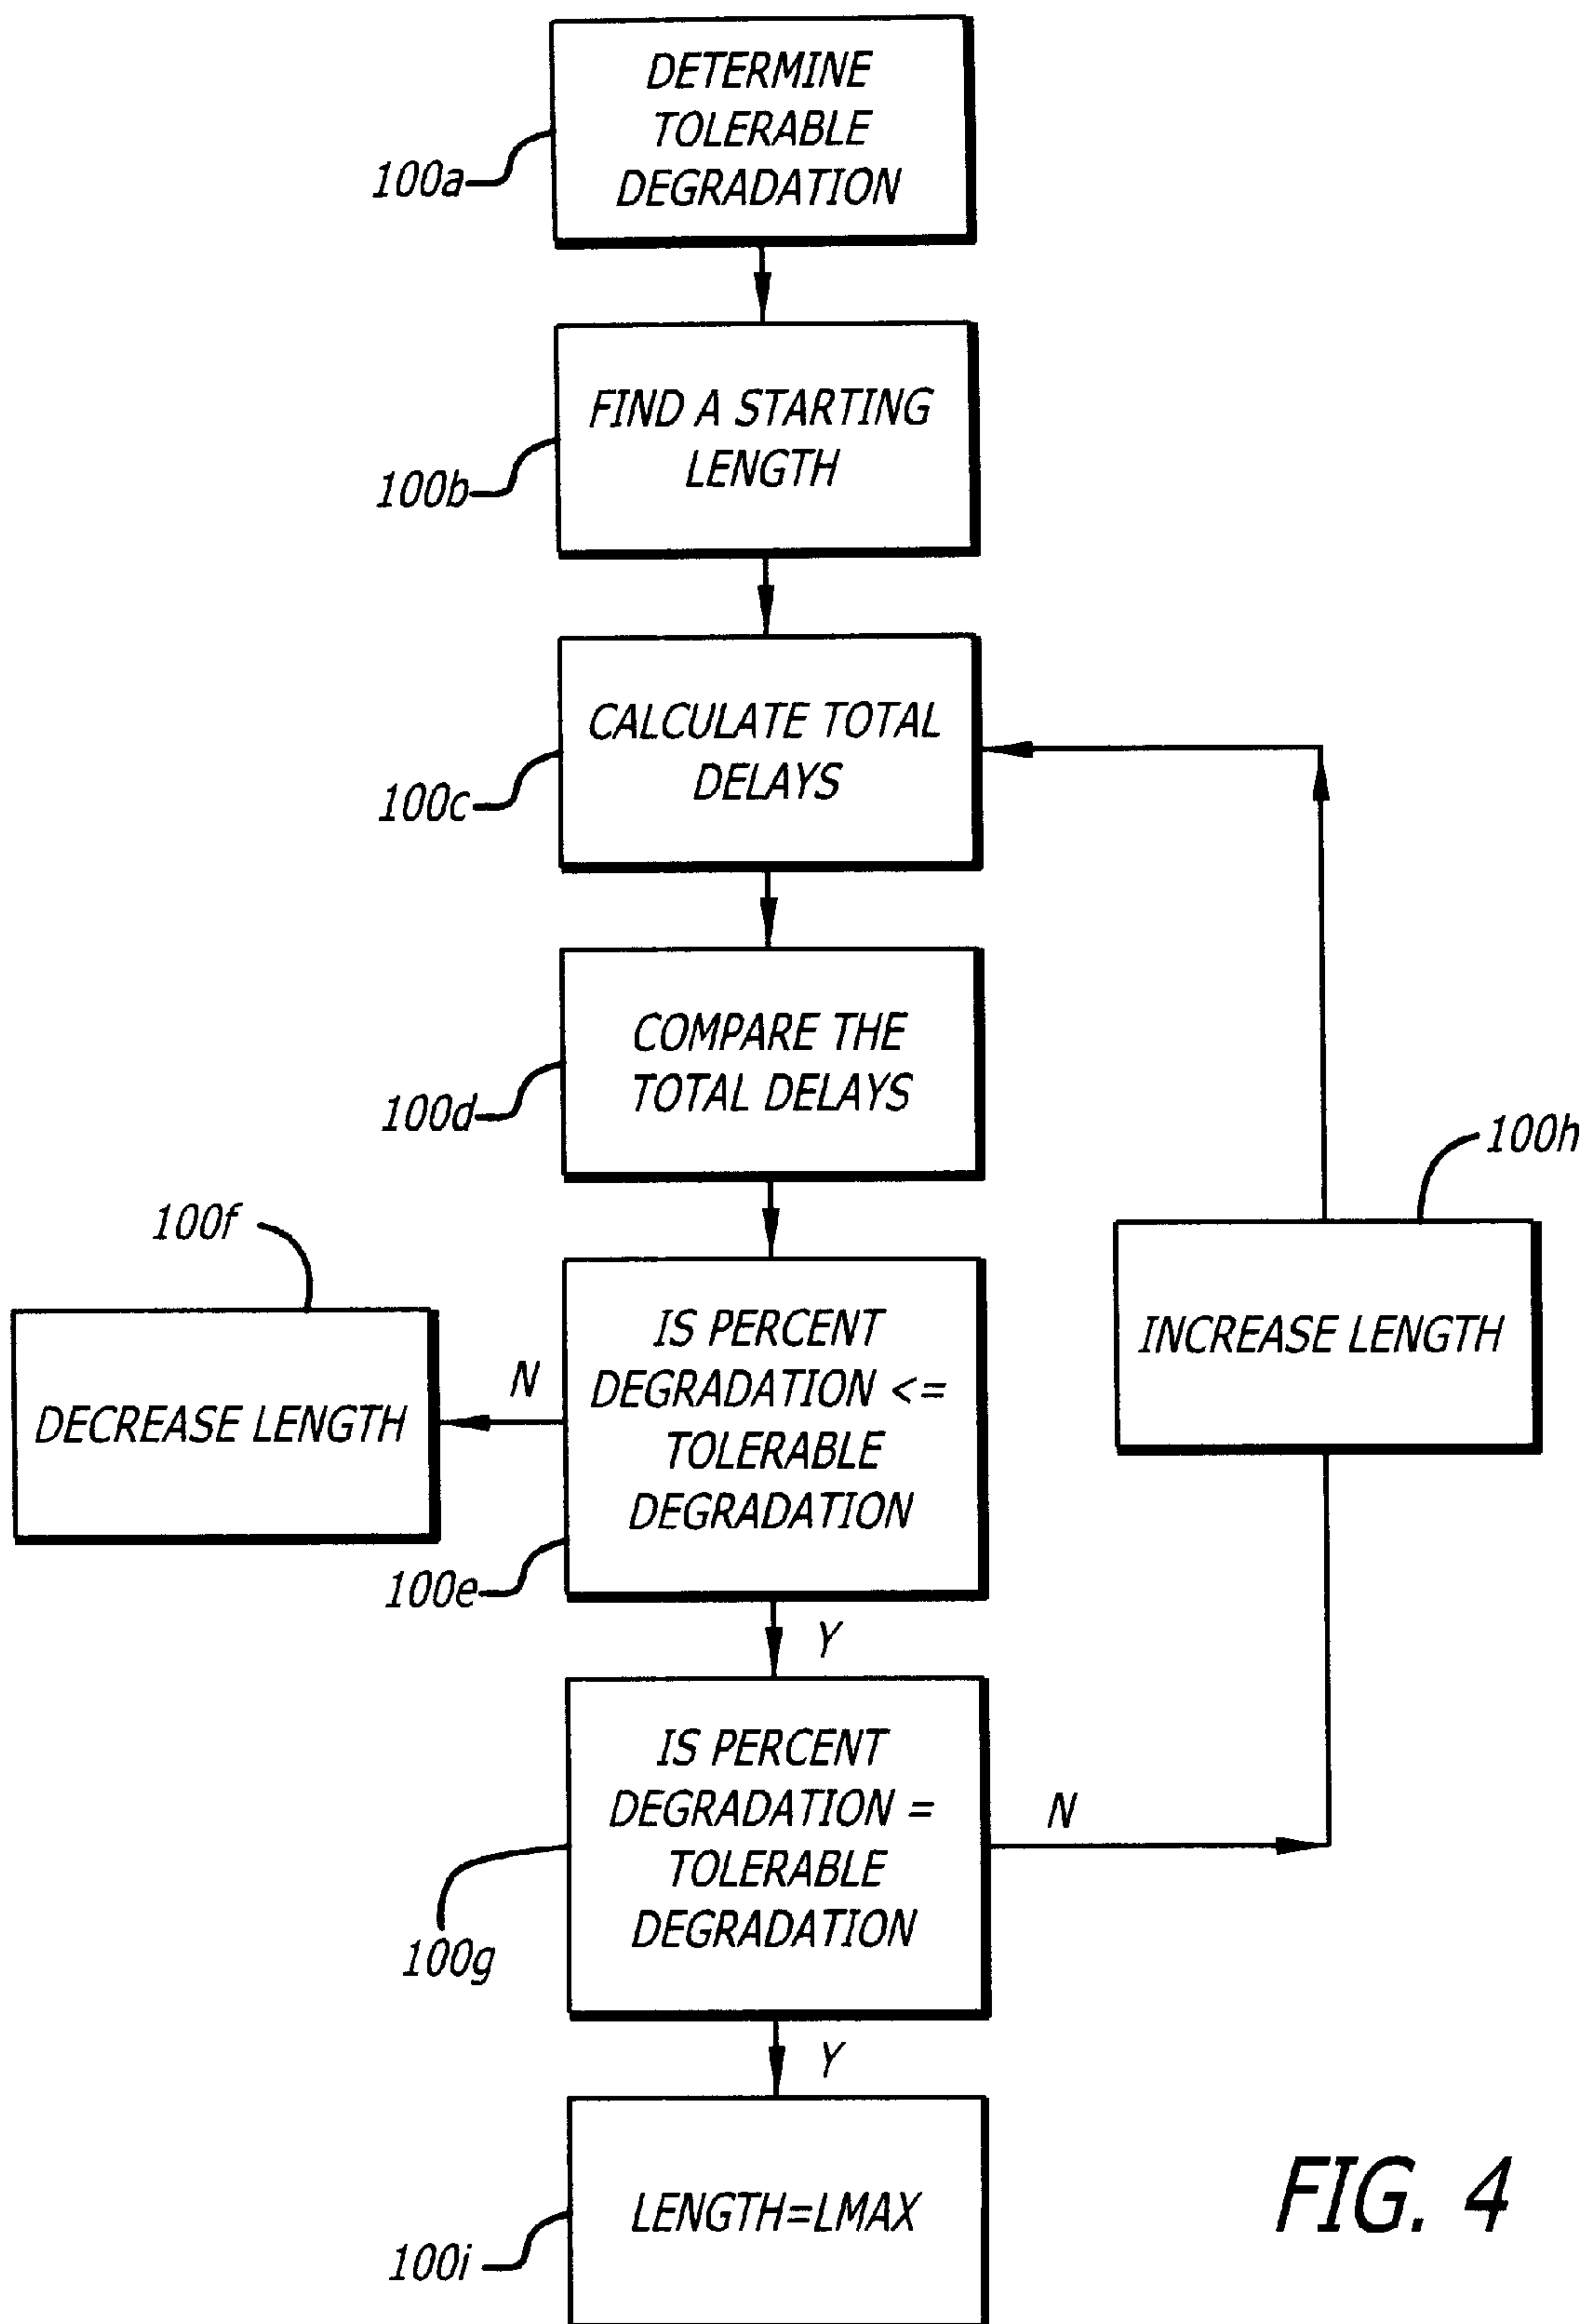 DETERMINE
TOLERABLE
DEGRADATION
100a
FIND A STARTING
LENGTH
100b
CALCULATE TOTAL
DELAYS
100c
COMPARE THE
TOTAL DELAYS
100d
100h
100f
INCREASE LENGTH
IS PERCENT
DEGRADATION <=
TOLERABLE
DEGRADATION
N
DECREASE LENGTH
100e
Y
IS PERCENT
DEGRADATION =
TOLERABLE
DEGRADATION
N
100g
Y
LENGTH=LMAX
100i
FIG. 4